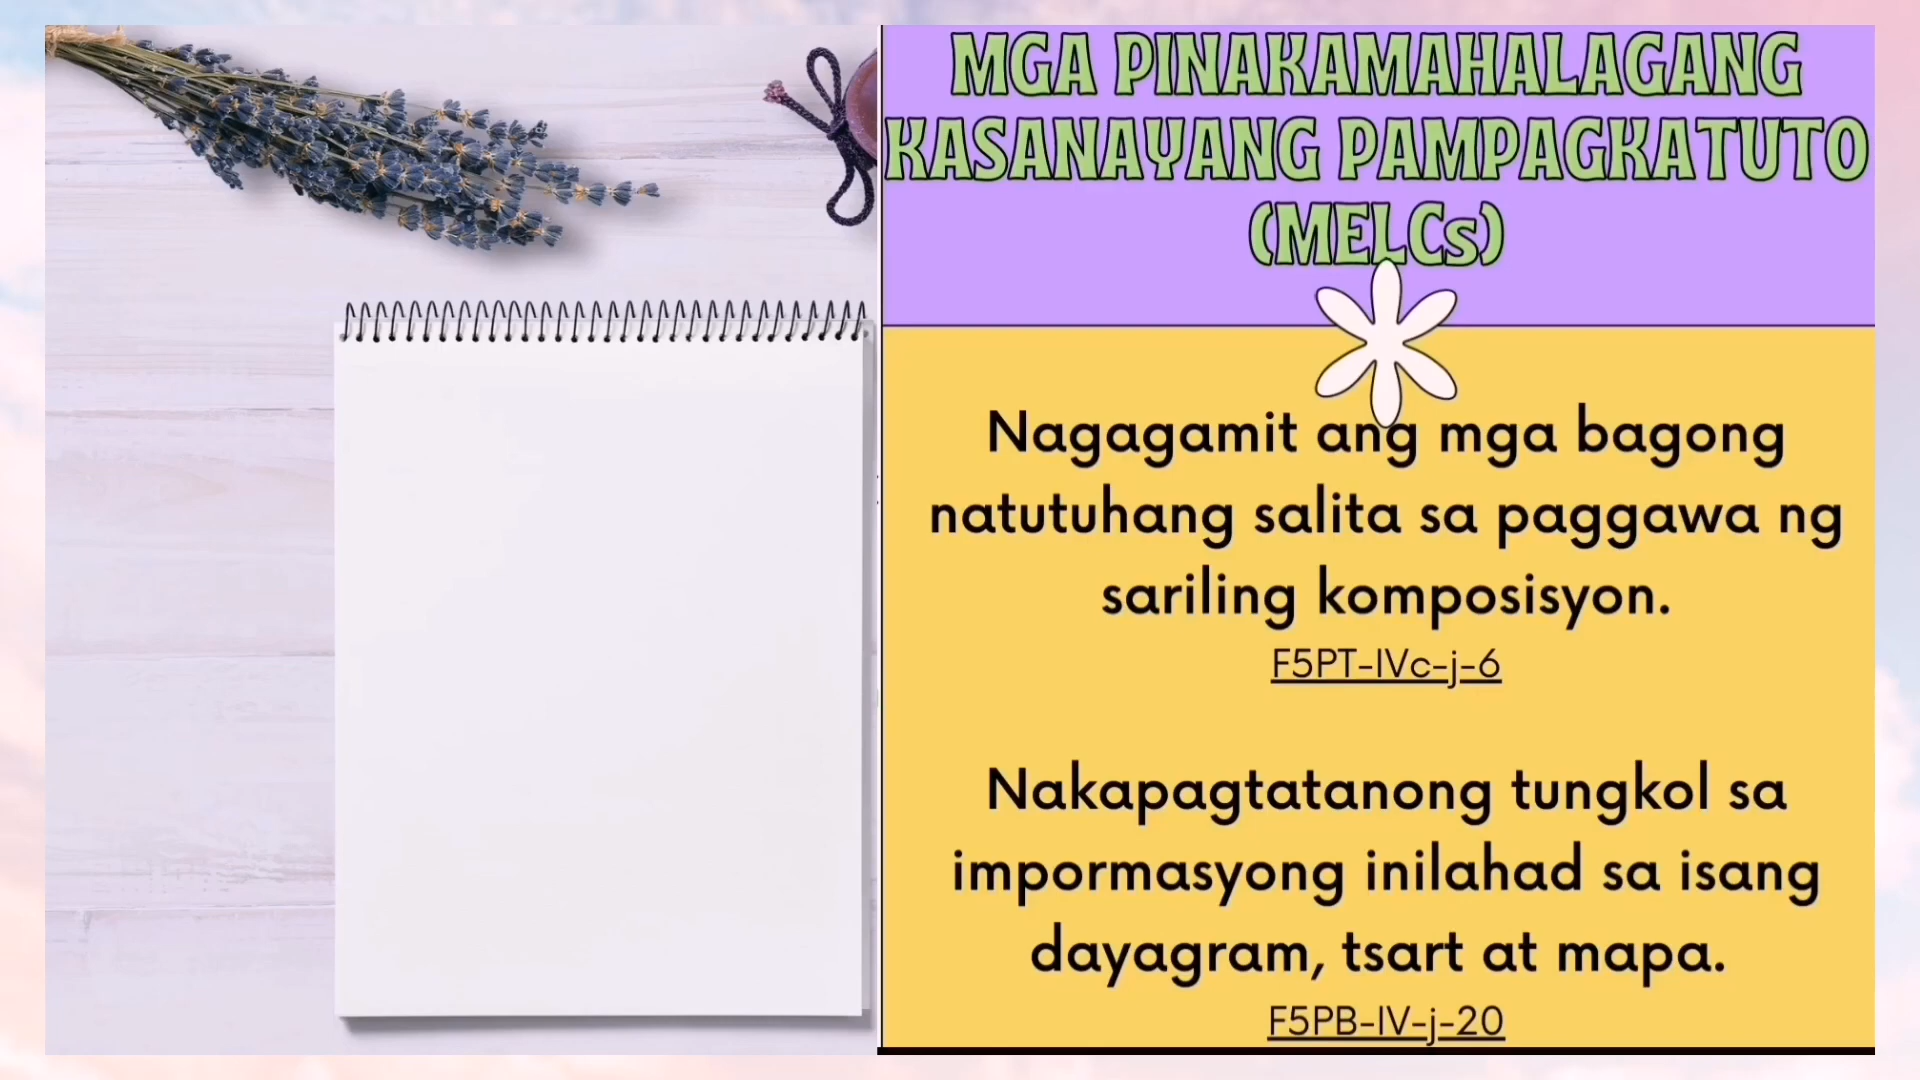 MGA PINAKAMAHALAGANG
KASANAYANG PAMPAGKATUTO
(MELCs)
Nagagamit ang mga bagong
natutuhang salita sa paggawa ng
sariling komposisyon.
F5PT-IVc-j-6
Nakapagtatanong tungkol sa
impormasyong inilahad sa isang
dayagram, tsart at mapa.
F5PB-IV-j-20